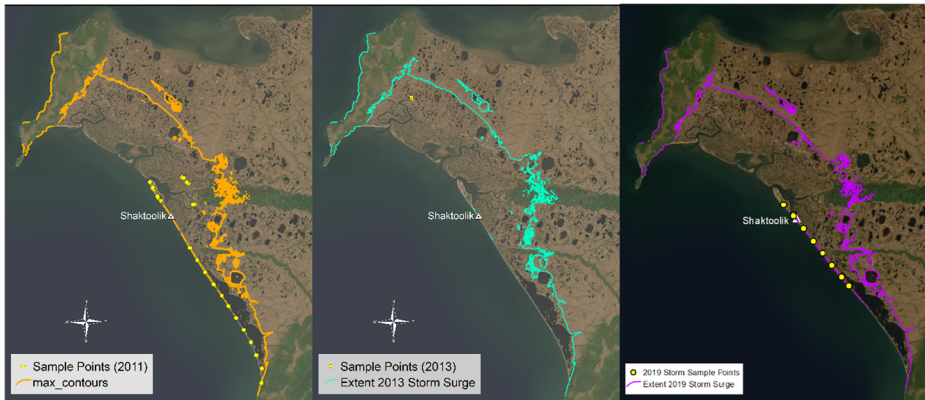 Shaktoolik
Sample Points (2011)
max_contours
Shaktoolik
Sample Points (2013)
Extent 2013 Storm Surge
Shaktoolik
2019 Storm Sample Points
Extent 2019 Storm Surge